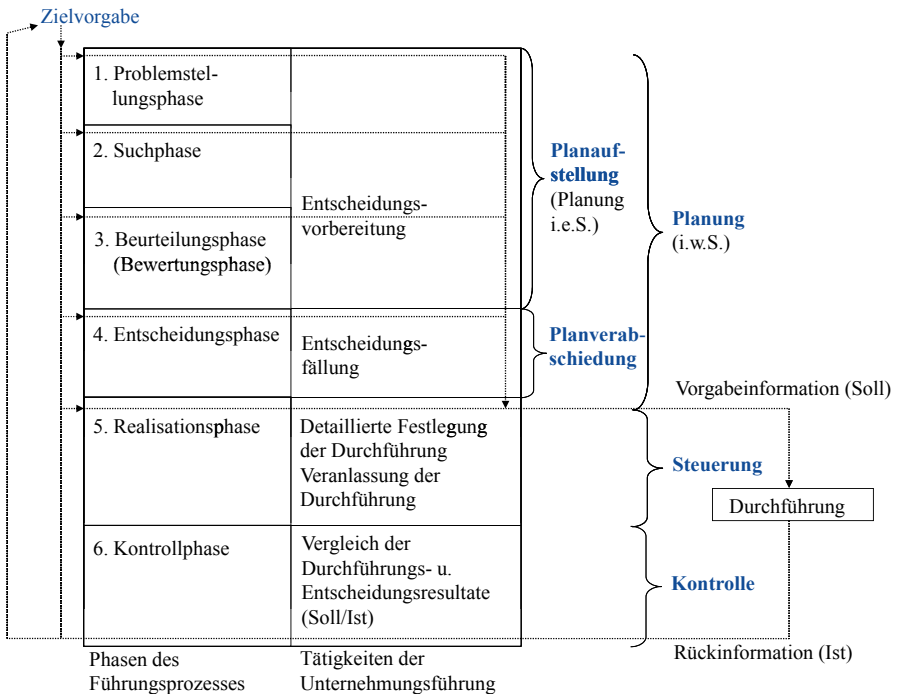 Zielvorgabe
1. Problemstel-
lungsphase
2. Suchphase
3. Beurteilungsphase
(Bewertungsphase)
Entscheidungs-
vorbereitung
Planauf-
stellung
(Planung
i.e.S.)
Planung
(i.w.S.)
4. Entscheidungsphase
Entscheidungs-
fällung
Planverab-
schiedung
Vorgabeinformation (Soll)
5. Realisationsphase
Detaillierte Festlegung
der Durchführung
Veranlassung der
Durchführung
Steuerung
Durchführung
6. Kontrollphase
Vergleich der
Durchführungs- u.
Entscheidungsresultate
(Soll/Ist)
Kontrolle
Rückinformation (Ist)
Phasen des
Führungsprozesses
Tätigkeiten der
Unternehmungsführung